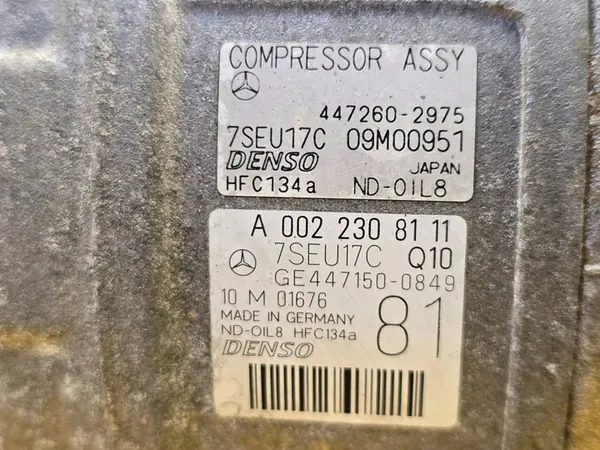 COMPRESSOR ASSY
447260-2975
7SEU17C 09M00951
DENSO JAPAN
HFC134a ND-OIL8
A 002 230 81 11
7SEU17C Q10
GE447150-0849
10 M 01676
MADE IN GERMANY 81
ND-OIL8 HFC134a
DENSO